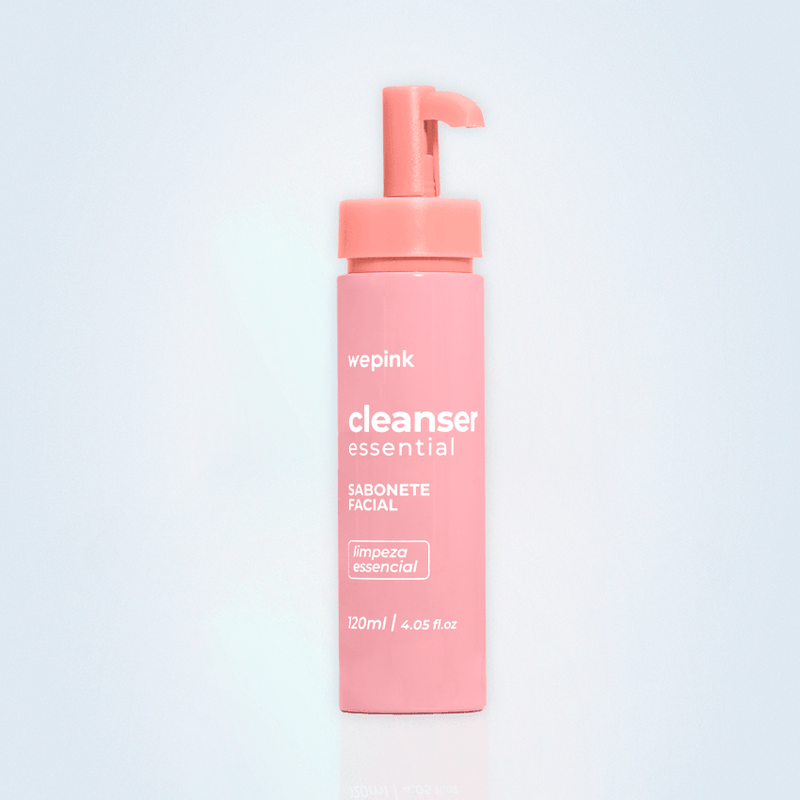 wepink
cleanser
essential
SABONETE
FACIAL
limpeza
essencial
120ml | 4.05 fl.oz